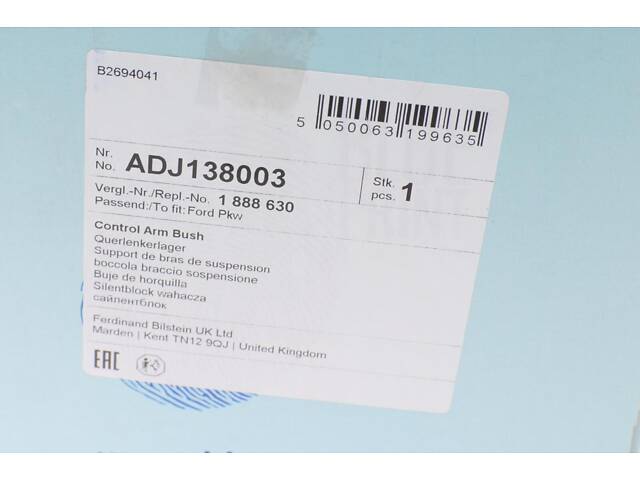 B2694041
5 050063 199635
Nr.
No. ADJ138003
Stk.
pcs. 1
Vergl.-Nr./Repl.-No. 1 888 630
Passend:/To fit: Ford Pkw
Control Arm Bush
Querlenkerlager
Support de bras de suspension
boccola braccio sospensione
Buje de horquilla
Silentblock wahacza
сайлентблок
Ferdinand Bilstein UK Ltd
Marden | Kent TN12 9QJ | United Kingdom
EAC